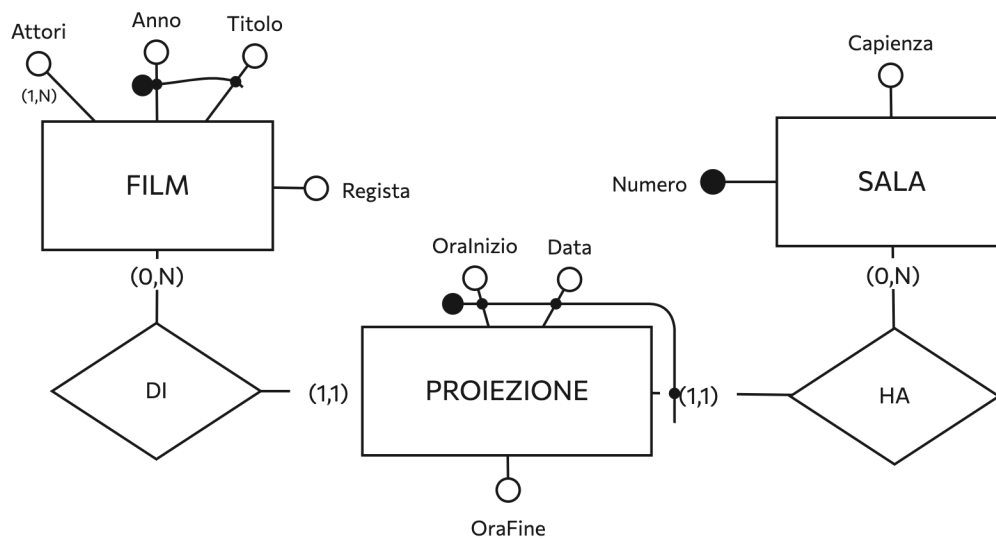 Attori
Anno
Titolo
(1,N)
FILM
Regista
(0,N)
DI
(1,1)
OraInizio
Data
PROIEZIONE
OraFine
(1,1)
Capienza
Numero
SALA
(0,N)
HA